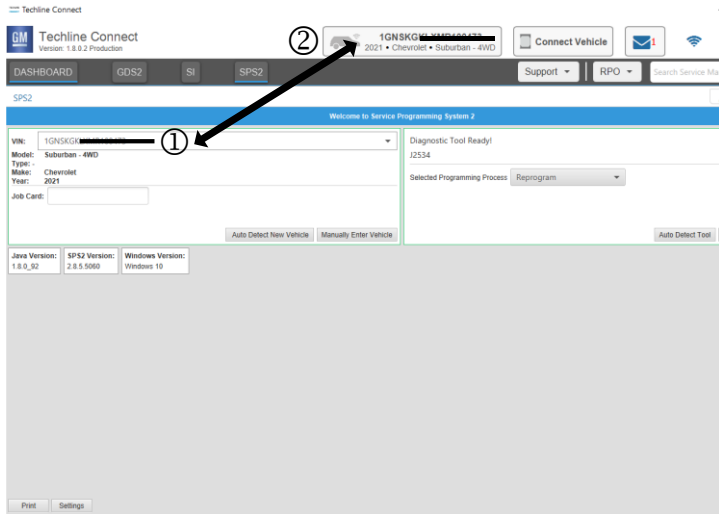 Techline Connect
GM Techline Connect
Version: 1.8.0.2 Production
② 1GNSKGKLXMR100473
2021 • Chevrolet • Suburban - 4WD
Connect Vehicle
1
DASHBOARD GDS2 SI SPS2
Support RPO Search Service Ma
SPS2
Welcome to Service Programming System 2
VIN: 1GNSKGK
①
Model: Suburban - 4WD
Type: -
Make: Chevrolet
Year: 2021
Job Card:
Auto Detect New Vehicle Manually Enter Vehicle
Diagnostic Tool Ready!
J2534
Selected Programming Process Reprogram
Auto Detect Tool
Java Version: SPS2 Version: Windows Version:
1.8.0_92 2.8.5.5060 Windows 10
Print Settings